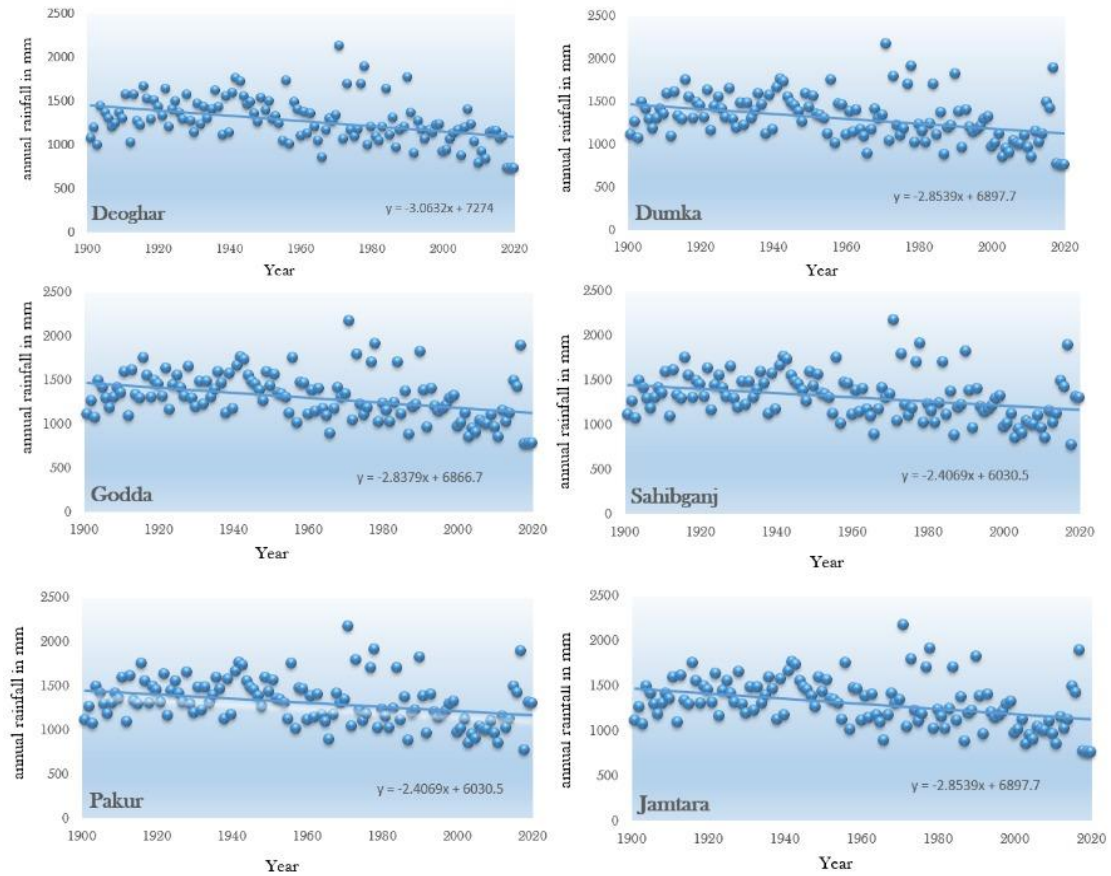 2500
2000
1500
1000
500
0
annual rainfall in mm
Deoghar
y = -3.0632x + 7274
1900 1920 1940 1960 1980 2000 2020
Year
2500
2000
1500
1000
500
0
annual rainfall in mm
Dumka
y = -2.8539x + 6897.7
1900 1920 1940 1960 1980 2000 2020
Year
2500
2000
1500
1000
500
0
annual rainfall in mm
Godda
y = -2.8379x + 6866.7
1900 1920 1940 1960 1980 2000 2020
Year
2500
2000
1500
1000
500
0
annual rainfall in mm
Sahibganj
y = -2.4069x + 6030.5
1900 1920 1940 1960 1980 2000 2020
Year
2500
2000
1500
1000
500
0
annual rainfall in mm
Pakur
y = -2.4069x + 6030.5
1900 1920 1940 1960 1980 2000 2020
Year
2500
2000
1500
1000
500
0
annual rainfall in mm
Jamtara
y = -2.8539x + 6897.7
1900 1920 1940 1960 1980 2000 2020
Year